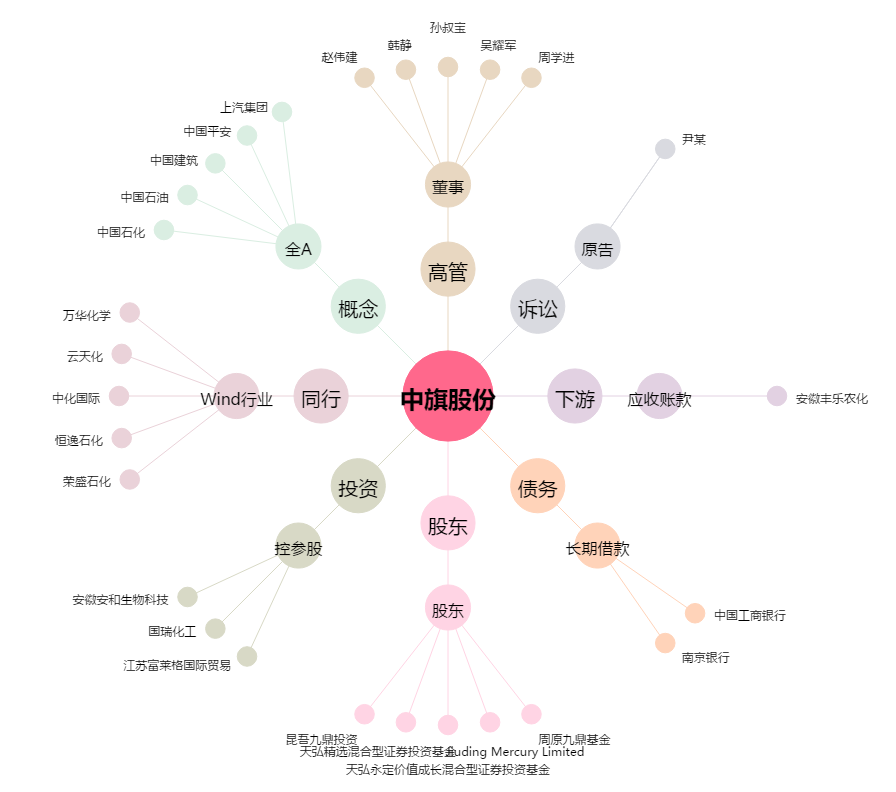 孙叔宝
韩静
吴耀军
赵伟建
周学进
上汽集团
中国平安
尹某
中国建筑
董事
中国石油
中国石化
全A
原告
高管
概念
诉讼
万华化学
云天化
中化国际
Wind行业
同行
中旗股份
下游
应收账款
安徽丰乐农化
恒逸石化
荣盛石化
投资
债务
股东
控参股
长期借款
安徽安和生物科技
股东
中国工商银行
国瑞化工
南京银行
江苏富莱格国际贸易
昆吾九鼎投资
周原九鼎基金
天弘精选混合型证券投资基金
uding Mercury Limited
天弘永定价值成长混合型证券投资基金